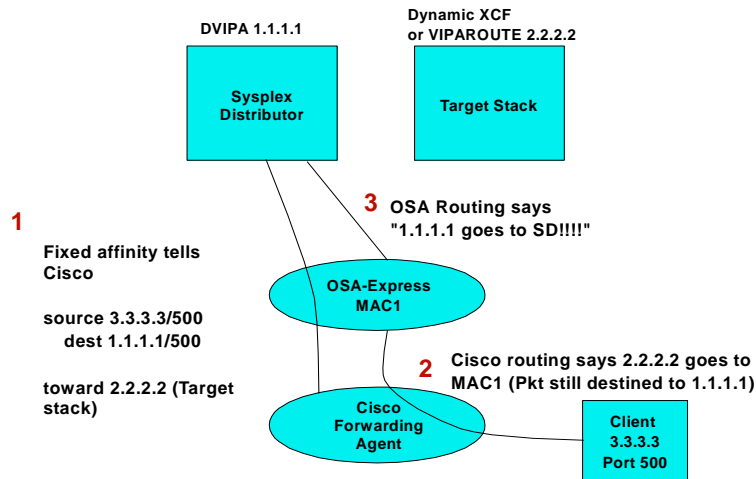 DVIPA 1.1.1.1
Dynamic XCF
or VIPAROUTE 2.2.2.2
Sysplex
Distributor
Target Stack
1
Fixed affinity tells
Cisco
source 3.3.3.3/500
dest 1.1.1.1/500
toward 2.2.2.2 (Target
stack)
3
OSA Routing says
"1.1.1.1 goes to SD!!!!"
OSA-Express
MAC1
2
Cisco routing says 2.2.2.2 goes to
MAC1 (Pkt still destined to 1.1.1.1)
Cisco
Forwarding
Agent
Client
3.3.3.3
Port 500